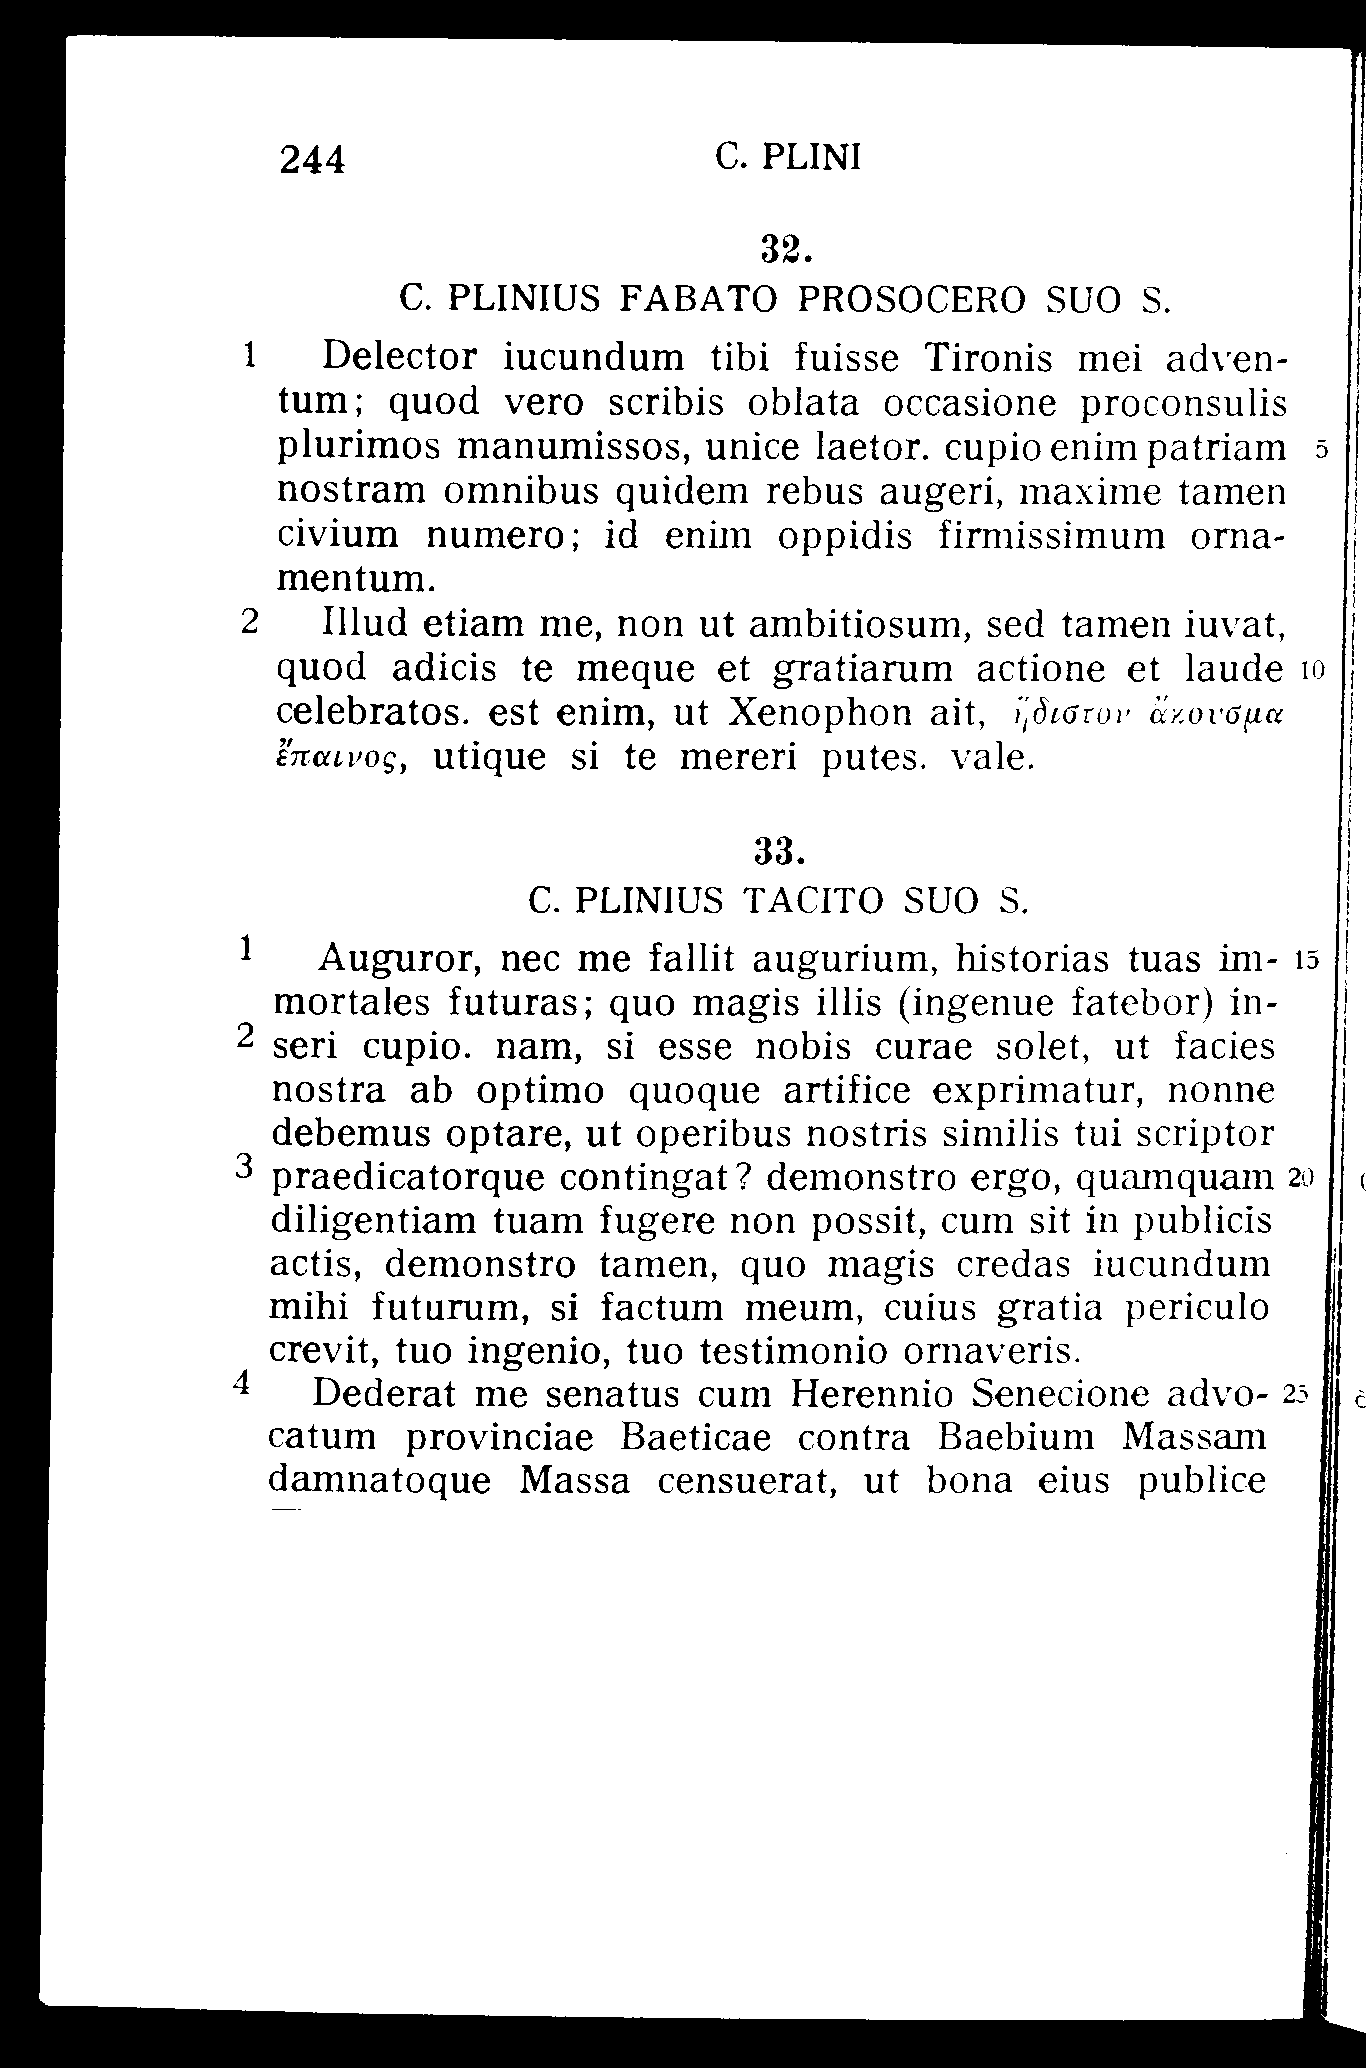 244 C. PLINI
32.
C. PLINIUS FABATO PROSOCERO SUO S.
1 Delector iucundum tibi fuisse Tironis mei adven-
tum; quod vero scribis oblata occasione proconsulis
plurimos manumissos, unice laetor. cupio enim patriam 5
nostram omnibus quidem rebus augeri, maxime tamen
civium numero; id enim oppidis firmissimum orna-
mentum.
2 Illud etiam me, non ut ambitiosum, sed tamen iuvat,
quod adicis te meque et gratiarum actione et laude 10
celebratos. est enim, ut Xenophon ait, ἥδιστον ἄκουσμα
ἔπαινος, utique si te mereri putes. vale.
33.
C. PLINIUS TACITO SUO S.
1 Auguror, nec me fallit augurium, historias tuas im- 15
mortales futuras; quo magis illis (ingenue fatebor) in-
2 seri cupio. nam, si esse nobis curae solet, ut facies
nostra ab optimo quoque artifice exprimatur, nonne
debemus optare, ut operibus nostris similis tui scriptor
3 praedicatorque contingat? demonstro ergo, quamquam 20
diligentiam tuam fugere non possit, cum sit in publicis
actis, demonstro tamen, quo magis credas iucundum
mihi futurum, si factum meum, cuius gratia periculo
crevit, tuo ingenio, tuo testimonio ornaveris.
4 Dederat me senatus cum Herennio Senecione advo- 25
catum provinciae Baeticae contra Baebium Massam
damnatoque Massa censuerat, ut bona eius publice